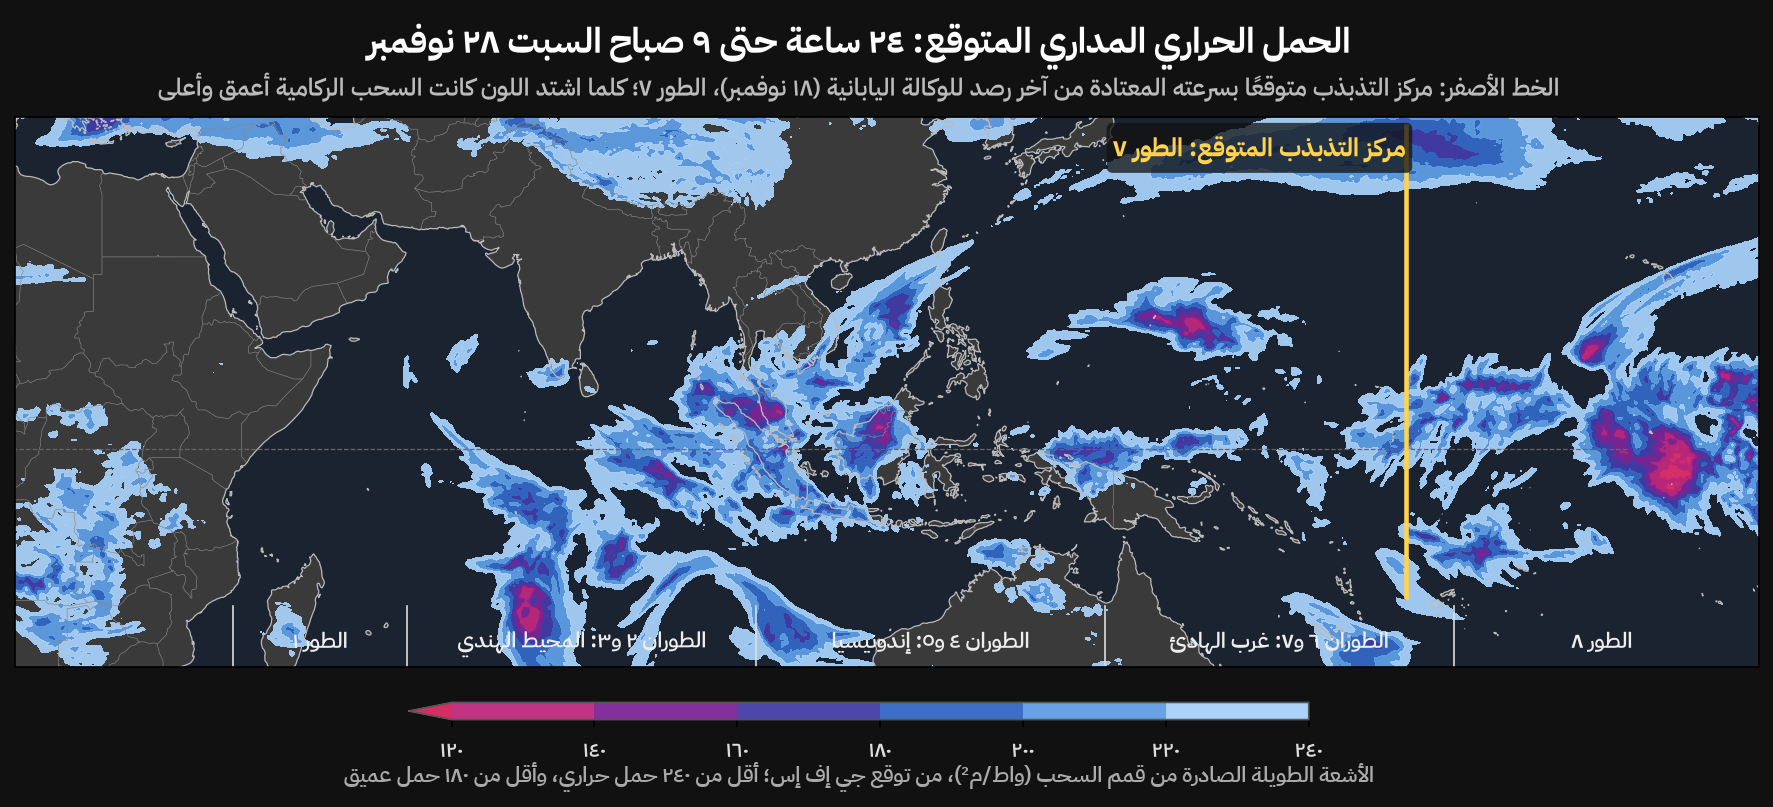 الحمل الحراري المداري المتوقع: ٢٤ ساعة حتى ٩ صباح السبت ٢٨ نوفمبر
الخط الأصفر: مركز التذبذب متوقعًا بسرعته المعتادة من آخر رصد للوكالة اليابانية (١٨ نوفمبر)، الطور ٧؛ كلما اشتد اللون كانت السحب الركامية أعمق وأعلى
مركز التذبذب المتوقع: الطور ٧
الطور ١
الطوران ٢ و٣: المحيط الهندي
الطوران ٤ و٥: إندونيسيا
الطوران ٦ و٧: غرب الهادئ
الطور ٨
١٢٠ ١٤٠ ١٦٠ ١٨٠ ٢٠٠ ٢٢٠ ٢٤٠
الأشعة الطويلة الصادرة من قمم السحب (واط/م²)، من توقع جي إف إس؛ أقل من ٢٤٠ حمل حراري، وأقل من ١٨٠ حمل عميق